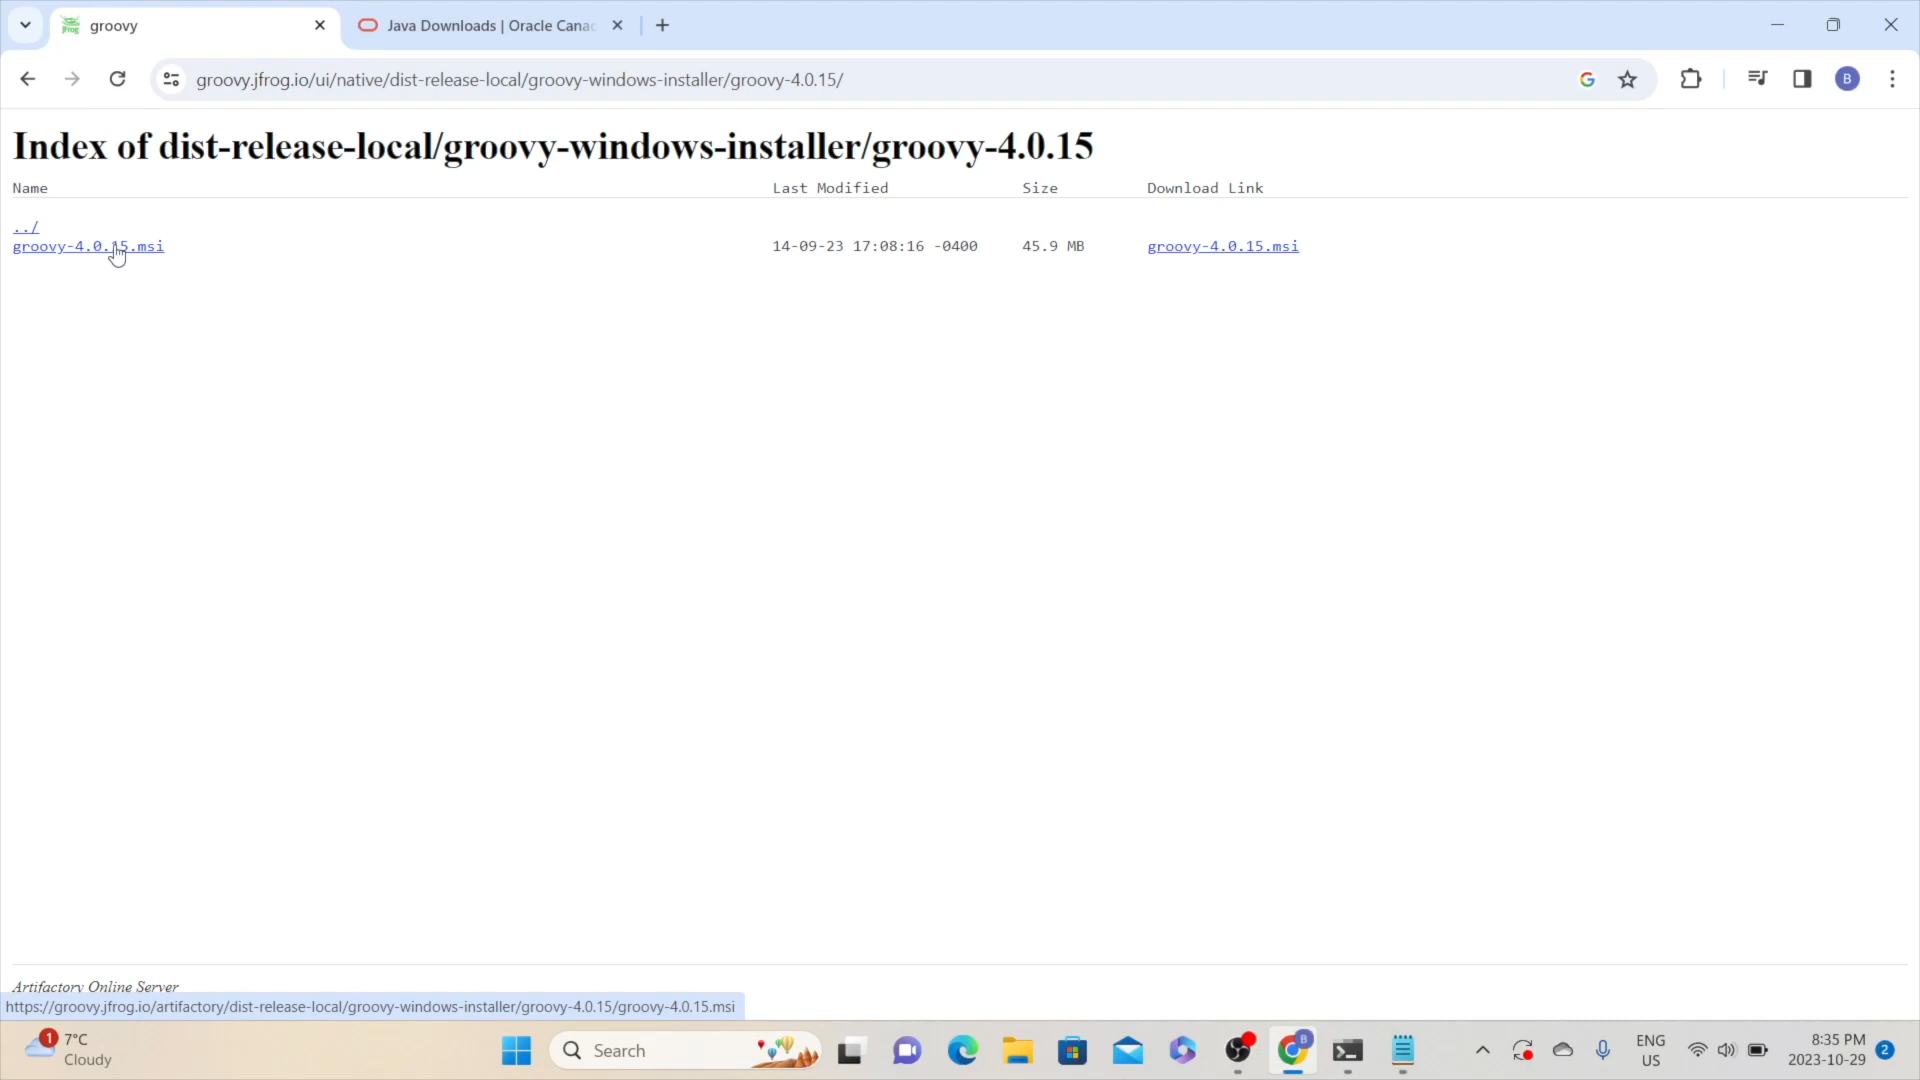 groovy
Java Downloads | Oracle Cana
groovy.jfrog.io/ui/native/dist-release-local/groovy-windows-installer/groovy-4.0.15/
B
Index of dist-release-local/groovy-windows-installer/groovy-4.0.15
Name Last Modified Size Download Link
../
groovy-4.0.15.msi 14-09-23 17:08:16 -0400 45.9 MB groovy-4.0.15.msi
Artifactory Online Server
https://groovy.jfrog.io/artifactory/dist-release-local/groovy-windows-installer/groovy-4.0.15/groovy-4.0.15.msi
1 7°C
Cloudy
Search
B
ENG
US
8:35 PM
2023-10-29
2